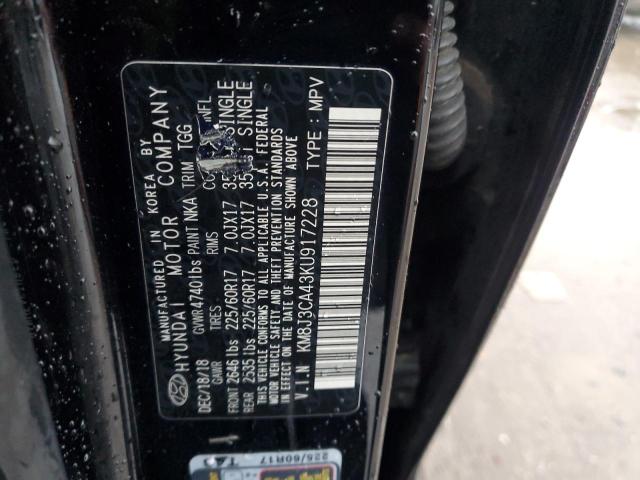 MANUFACTURED IN KOREA BY
HYUNDAI MOTOR COMPANY
DEC/18/18 GVWR 4740 lbs PAINT NKA TRIM TGG
GAWR TIRES RIMS
FRONT 2646 lbs 225/60R17 7.0JX17 SINGLE
REAR 2535 lbs 225/60R17 7.0JX17 SINGLE
THIS VEHICLE CONFORMS TO ALL APPLICABLE U.S.A. FEDERAL
MOTOR VEHICLE SAFETY AND THEFT PREVENTION STANDARDS
IN EFFECT ON THE DATE OF MANUFACTURE SHOWN ABOVE
V.I.N : KM8J3CA43KU917228 TYPE : MPV
225/60R17